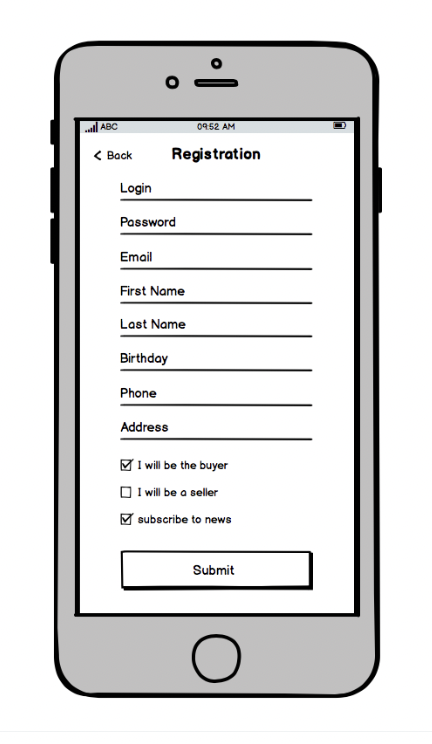 ABC 09:52 AM
< Back Registration
Login
Password
Email
First Name
Last Name
Birthday
Phone
Address
I will be the buyer
I will be a seller
subscribe to news
Submit